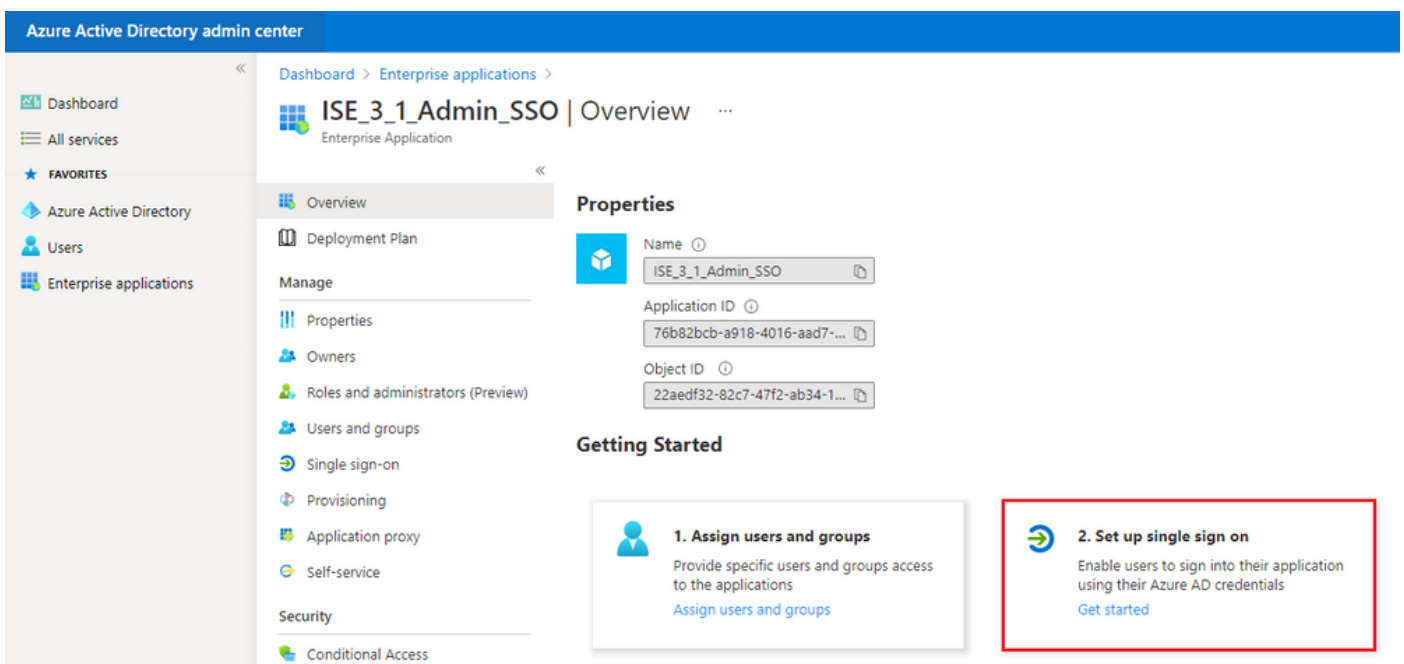 Azure Active Directory admin center
Dashboard
All services
FAVORITES
Azure Active Directory
Users
Enterprise applications
Dashboard > Enterprise applications >
ISE_3_1_Admin_SSO | Overview ...
Enterprise Application
Overview
Deployment Plan
Manage
Properties
Owners
Roles and administrators (Preview)
Users and groups
Single sign-on
Provisioning
Application proxy
Self-service
Security
Conditional Access
Properties
Name
ISE_3_1_Admin_SSO
Application ID
76b82bcb-a918-4016-aad7-...
Object ID
22aedf32-82c7-47f2-ab34-1...
Getting Started
1. Assign users and groups
Provide specific users and groups access
to the applications
Assign users and groups
2. Set up single sign on
Enable users to sign into their application
using their Azure AD credentials
Get started